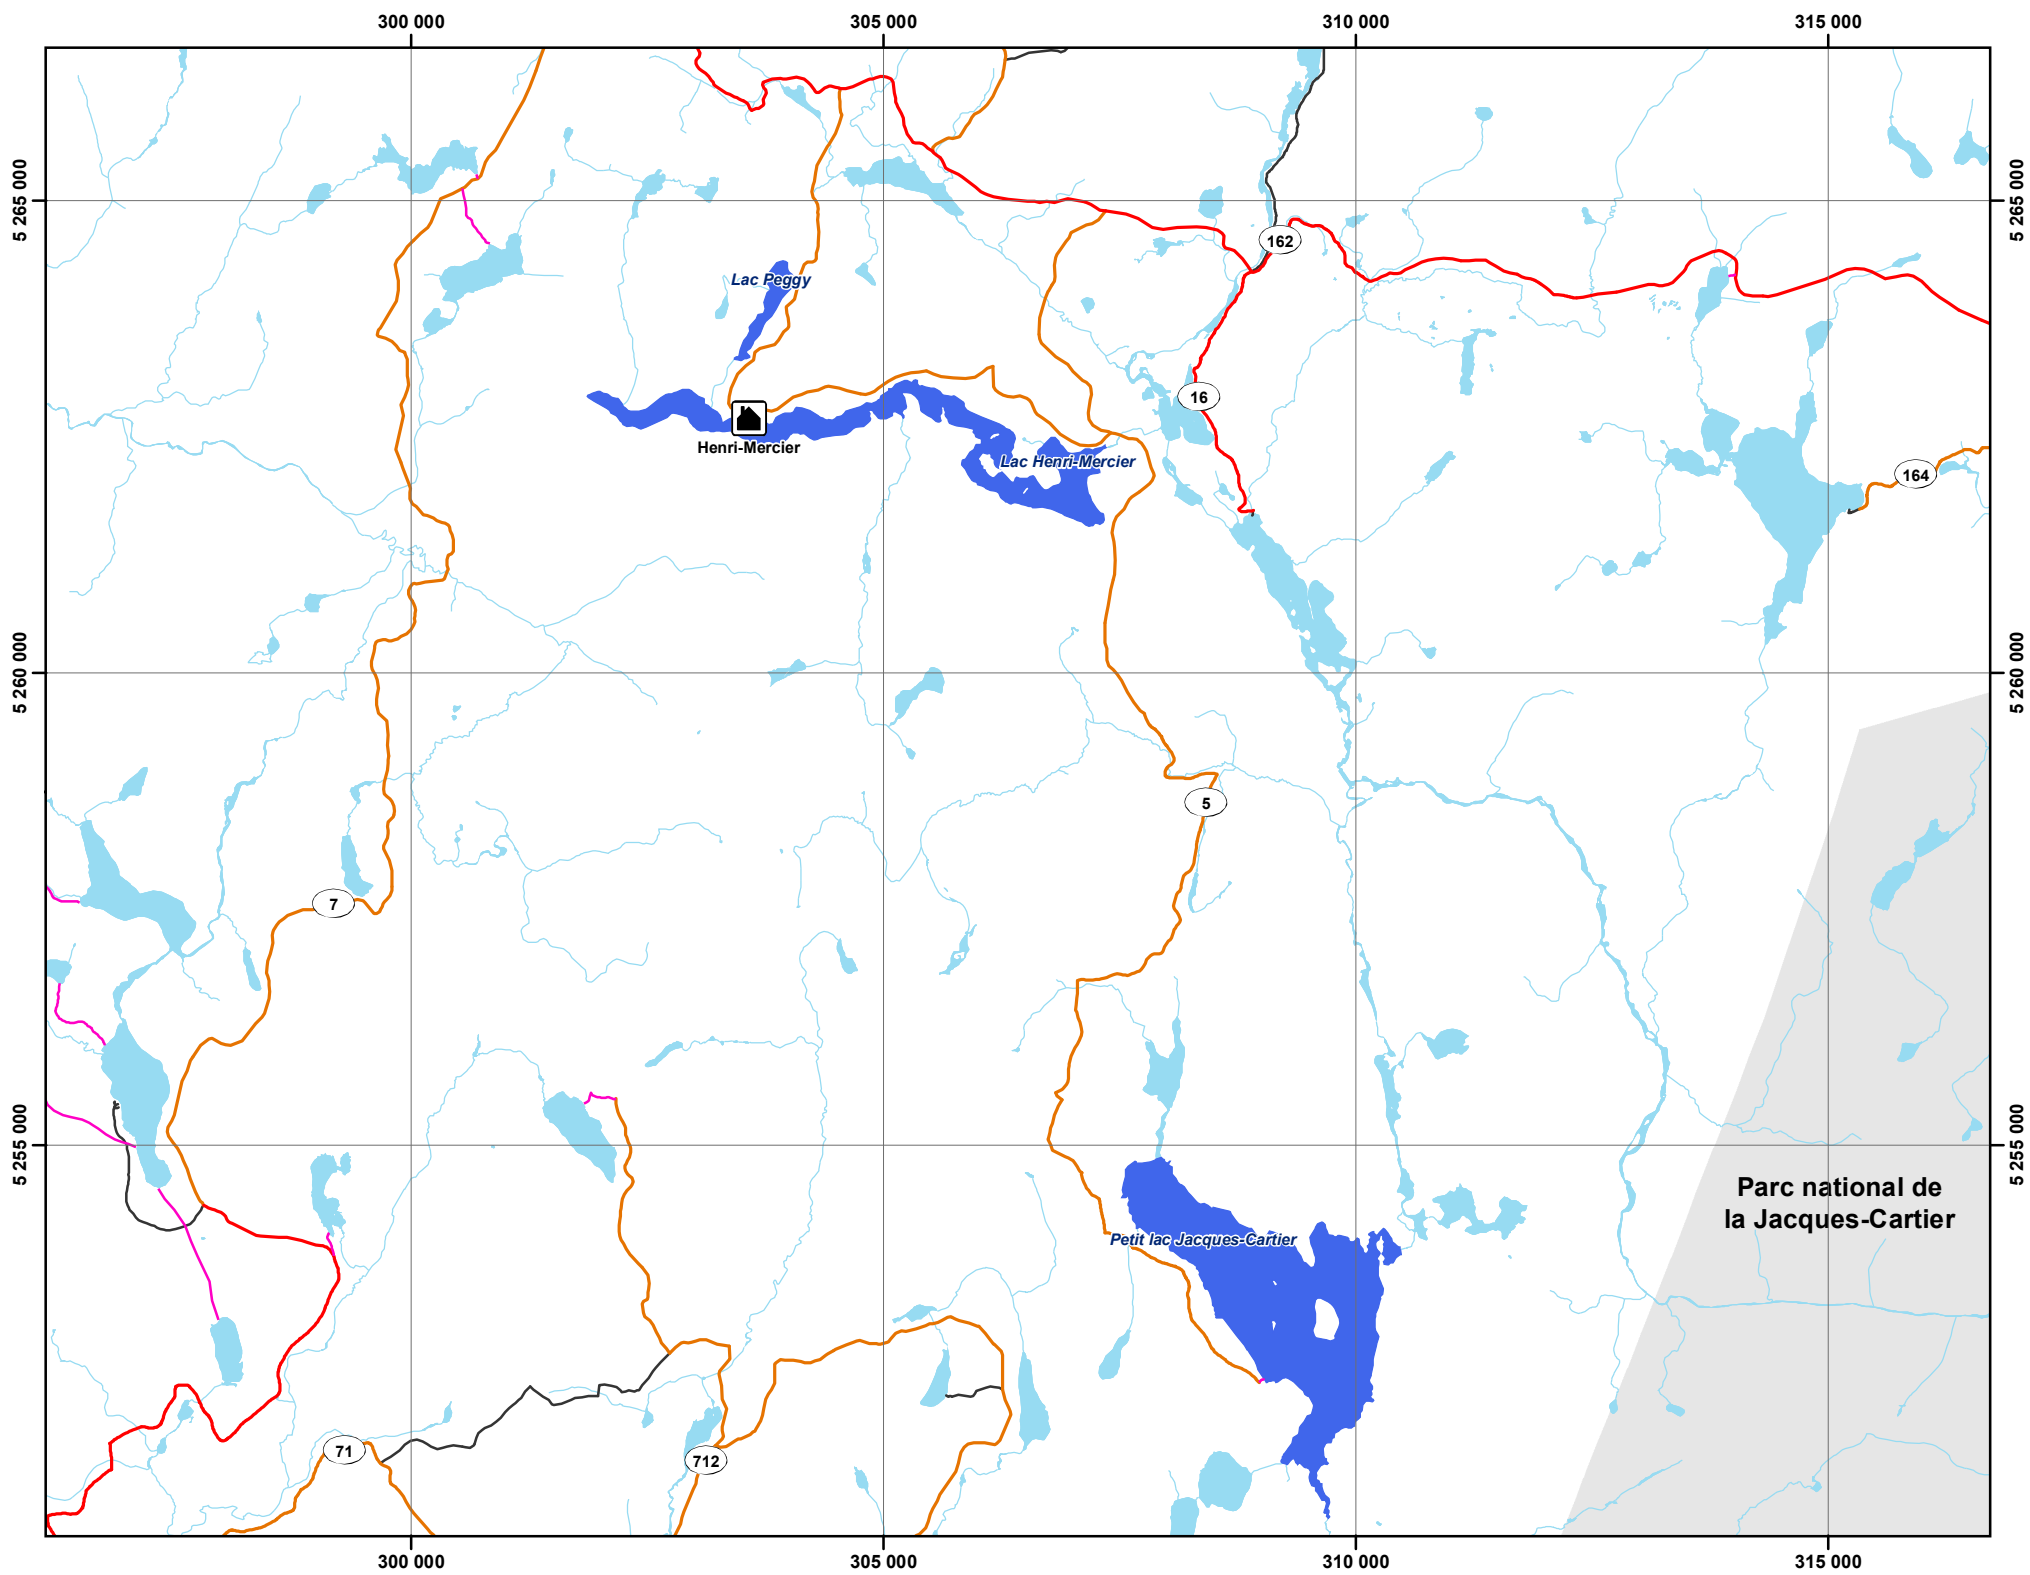 300 000
305 000
310 000
315 000
5 265 000
5 265 000
162
Lac Peggy
16
Henri-Mercier
Lac Henri-Mercier
164
5 260 000
5 260 000
5
7
5 255 000
5 255 000
Parc national de
la Jacques-Cartier
Petit lac Jacques-Cartier
71
712
300 000
305 000
310 000
315 000